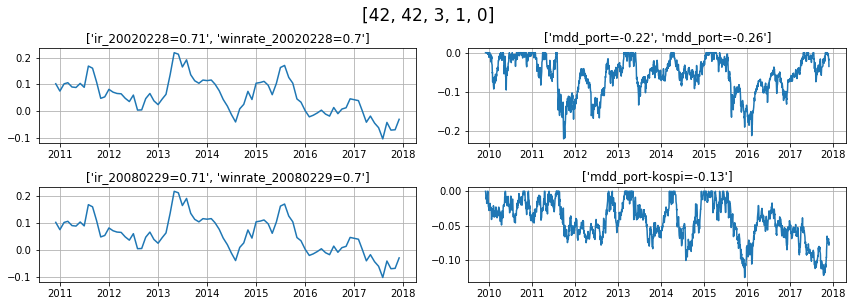 [42, 42, 3, 1, 0]
['ir_20020228=0.71', 'winrate_20020228=0.7']
0.2
0.1
0.0
−0.1
2011 2012 2013 2014 2015 2016 2017 2018
['mdd_port=-0.22', 'mdd_port=-0.26']
0.0
−0.1
−0.2
2010 2011 2012 2013 2014 2015 2016 2017 2018
['ir_20080229=0.71', 'winrate_20080229=0.7']
0.2
0.1
0.0
−0.1
2011 2012 2013 2014 2015 2016 2017 2018
['mdd_port-kospi=-0.13']
0.00
−0.05
−0.10
2010 2011 2012 2013 2014 2015 2016 2017 2018